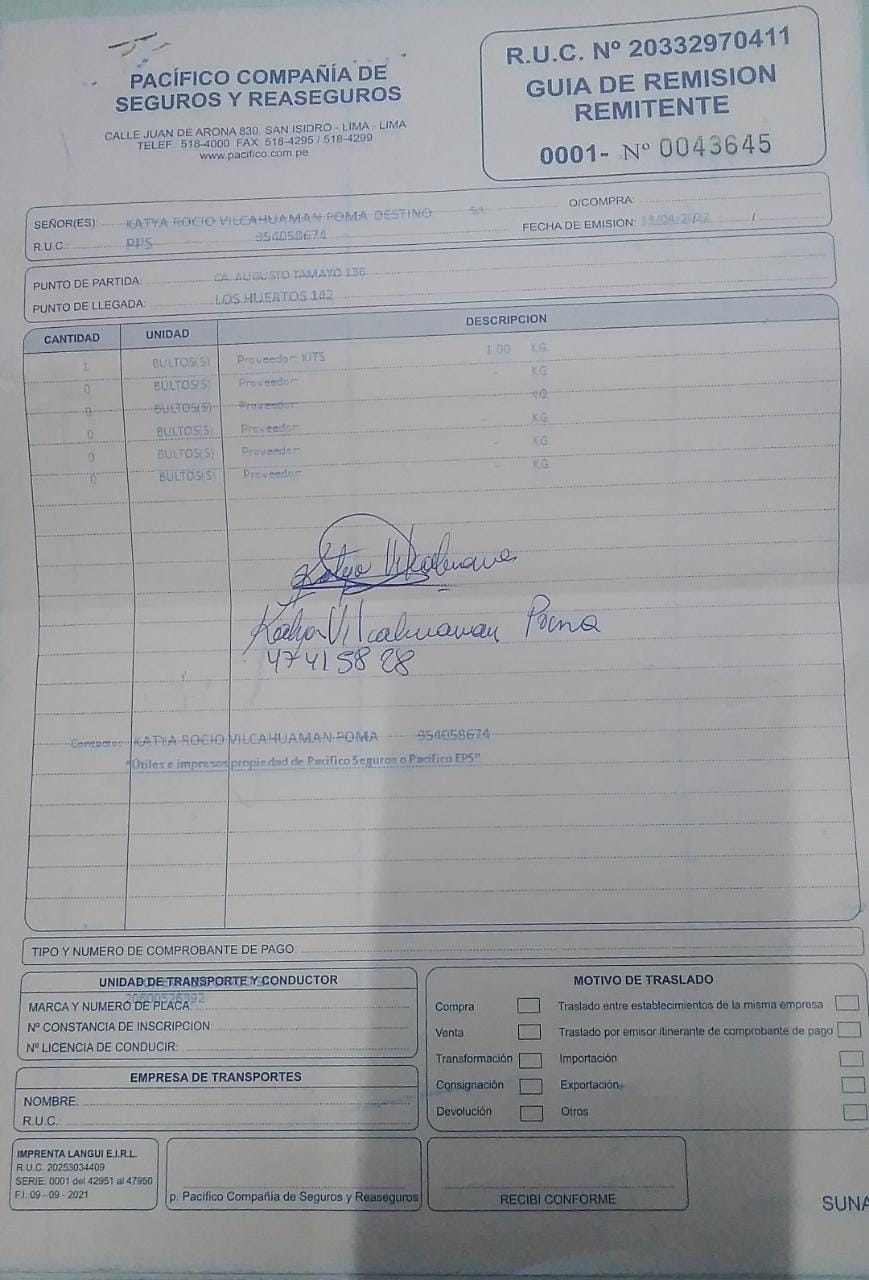 PACÍFICO COMPAÑÍA DE
SEGUROS Y REASEGUROS
CALLE JUAN DE ARONA 830, SAN ISIDRO - LIMA - LIMA
TELEF. 518-4000 FAX: 518-4295 / 518-4299
www.pacifico.com.pe
R.U.C. Nº 20332970411
GUIA DE REMISION
REMITENTE
0001- Nº 0043645
SEÑOR(ES): KATYA ROCIO VILCAHUAMAN POMA DESTINO
O/COMPRA:
R.U.C.: PPS 954058674
FECHA DE EMISION: / /
PUNTO DE PARTIDA: CA. AUGUSTO TAMAYO
PUNTO DE LLEGADA: LOS HUERTOS 142
CANTIDAD UNIDAD DESCRIPCION
1 BULTOS(S) Proveedor: KITS 1.00 KG.
0 BULTOS(S) Proveedor: - KG
0 BULTOS(S) Proveedor: KG
0 BULTOS(S) Proveedor: - KG
0 BULTOS(S) Proveedor: - KG
0 BULTOS(S) Proveedor: - KG
Katya Vilcahuaman Poma
47415828
Contacto: KATYA ROCIO VILCAHUAMAN POMA 954058674
"Útiles e impresos propiedad de Pacifico Seguros o Pacifico EPS"
TIPO Y NUMERO DE COMPROBANTE DE PAGO:
UNIDAD DE TRANSPORTE Y CONDUCTOR
MARCA Y NUMERO DE PLACA:
Nº CONSTANCIA DE INSCRIPCION:
Nº LICENCIA DE CONDUCIR:
EMPRESA DE TRANSPORTES
NOMBRE:
R.U.C.:
MOTIVO DE TRASLADO
Compra Traslado entre establecimientos de la misma empresa
Venta Traslado por emisor itinerante de comprobante de pago
Transformación Importación
Consignación Exportación
Devolución Otros
IMPRENTA LANGUI E.I.R.L.
R.U.C. 20253034409
SERIE: 0001 del 42951 al 47950
F.I. 09 - 09 - 2021
p. Pacífico Compañía de Seguros y Reaseguros
RECIBI CONFORME
SUNA